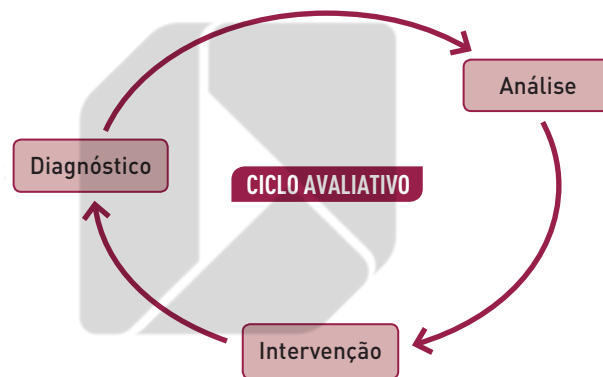 Análise
Diagnóstico
CICLO AVALIATIVO
Intervenção